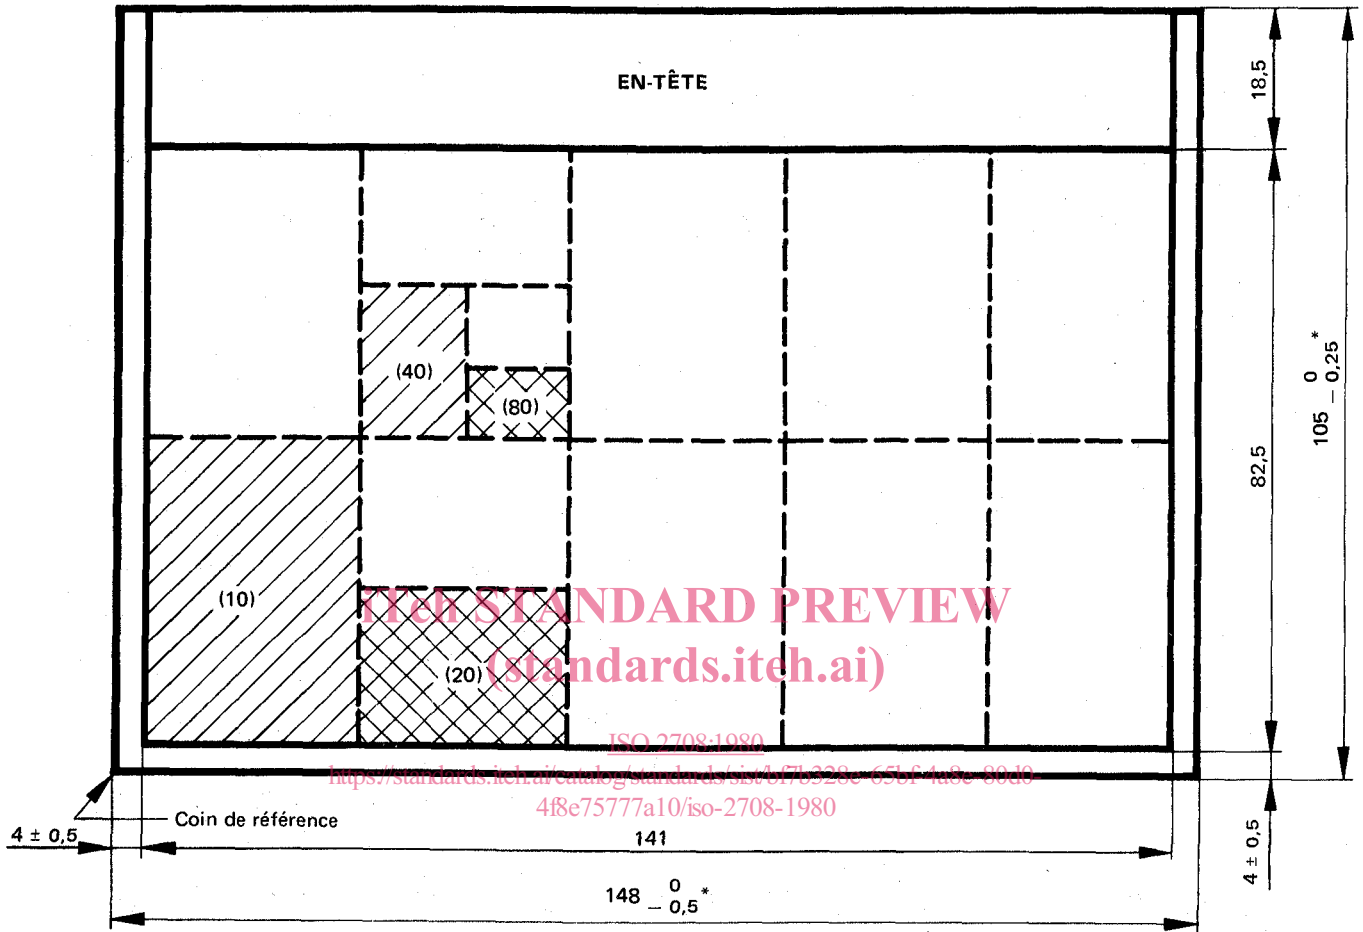 EN-TÊTE
18,5
(40)
(80)
105 0 / – 0,25 *
82,5
(10)
iTeh STANDARD PREVIEW
(20)
(standards.iteh.ai)
ISO 2708:1980
https://standards.iteh.ai/catalog/standards/sist/bf7b328c-65bf-4a8c-80d0-
4f8e75777a10/iso-2708-1980
Coin de référence
4 ± 0,5
141
4 ± 0,5
148 0 / – 0,5 *